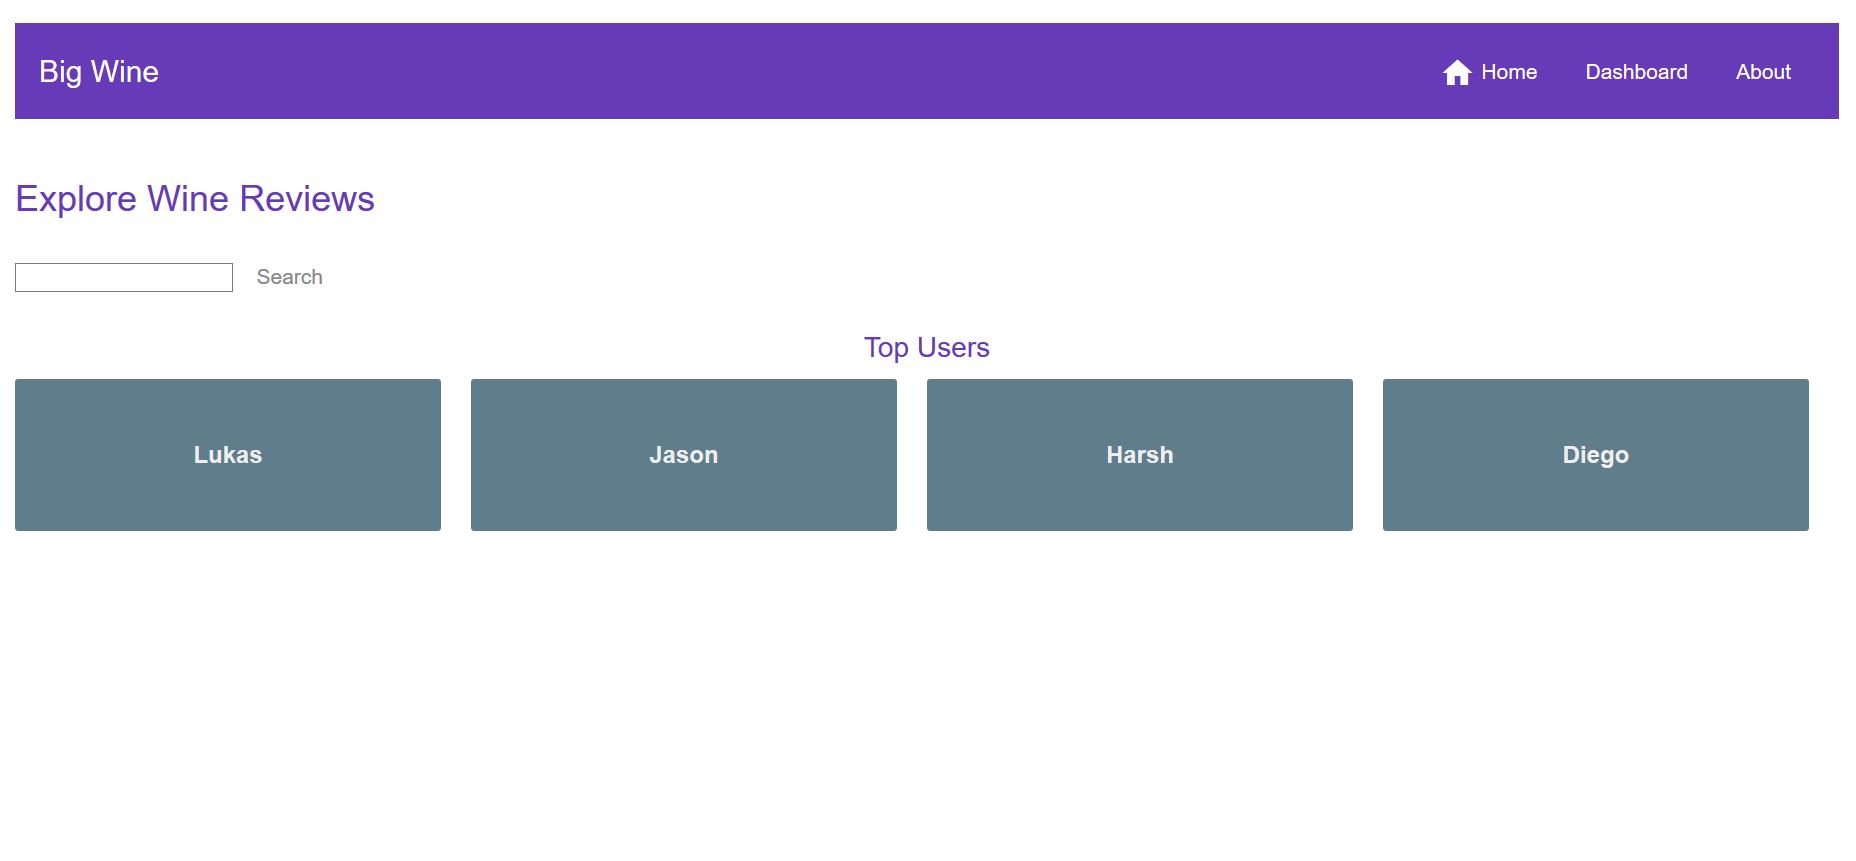 Big Wine Home Dashboard About
Explore Wine Reviews
Search
Top Users
Lukas Jason Harsh Diego